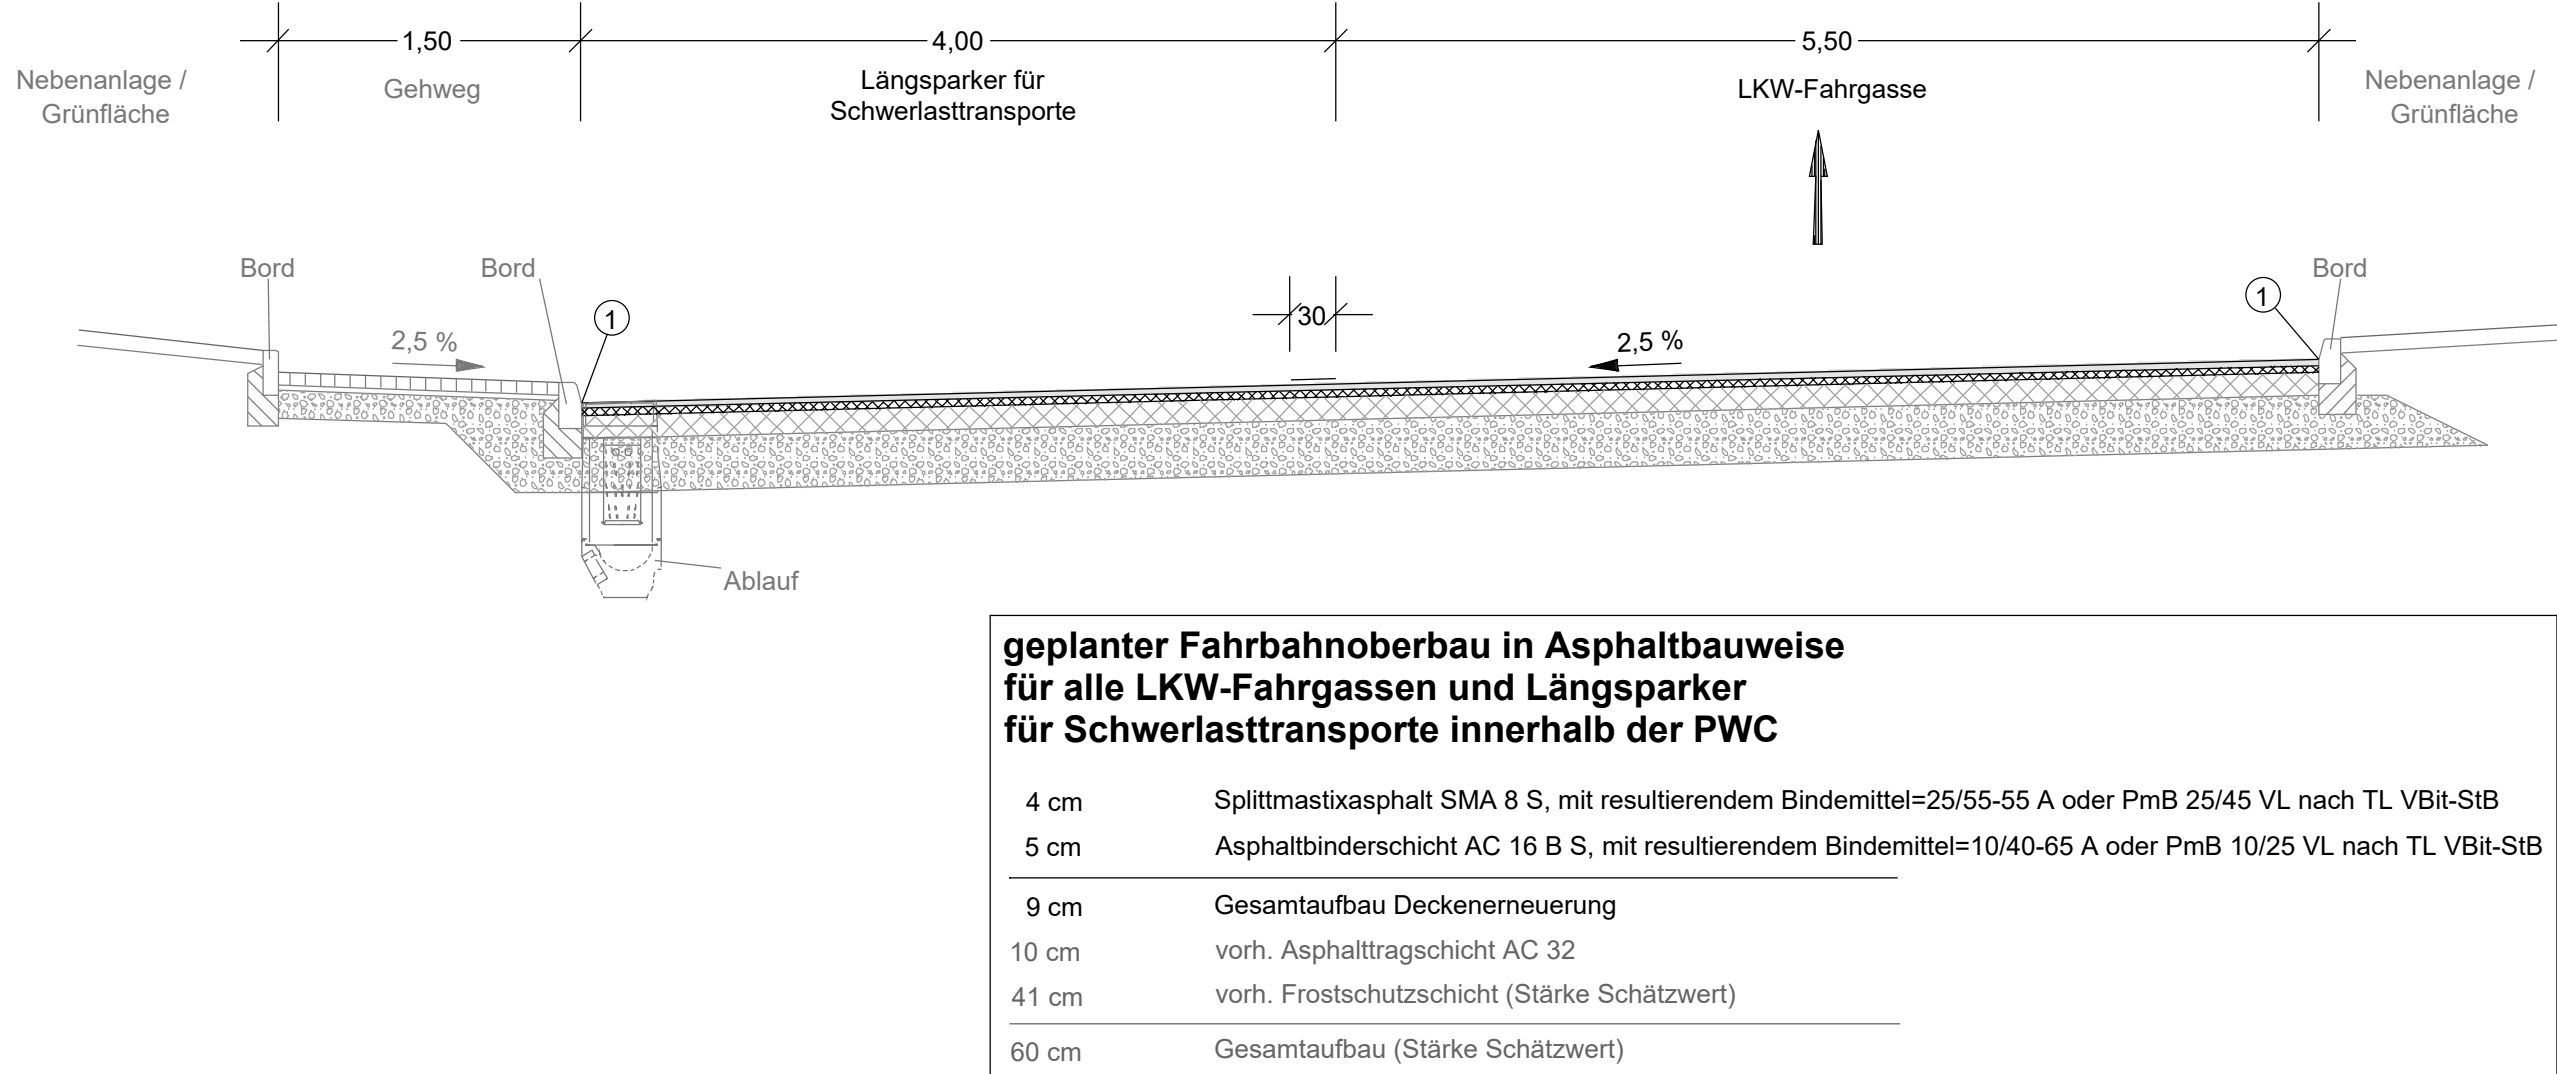 1,50 4,00 5,50
Nebenanlage /
Grünfläche
Gehweg
Längsparker für
Schwerlasttransporte
LKW-Fahrgasse
Nebenanlage /
Grünfläche
Bord Bord Bord
1 30 1
2,5 % 2,5 %
Ablauf
geplanter Fahrbahnoberbau in Asphaltbauweise
für alle LKW-Fahrgassen und Längsparker
für Schwerlasttransporte innerhalb der PWC
4 cm Splittmastixasphalt SMA 8 S, mit resultierendem Bindemittel=25/55-55 A oder PmB 25/45 VL nach TL VBit-StB
5 cm Asphaltbinderschicht AC 16 B S, mit resultierendem Bindemittel=10/40-65 A oder PmB 10/25 VL nach TL VBit-StB
9 cm Gesamtaufbau Deckenerneuerung
10 cm vorh. Asphalttragschicht AC 32
41 cm vorh. Frostschutzschicht (Stärke Schätzwert)
60 cm Gesamtaufbau (Stärke Schätzwert)